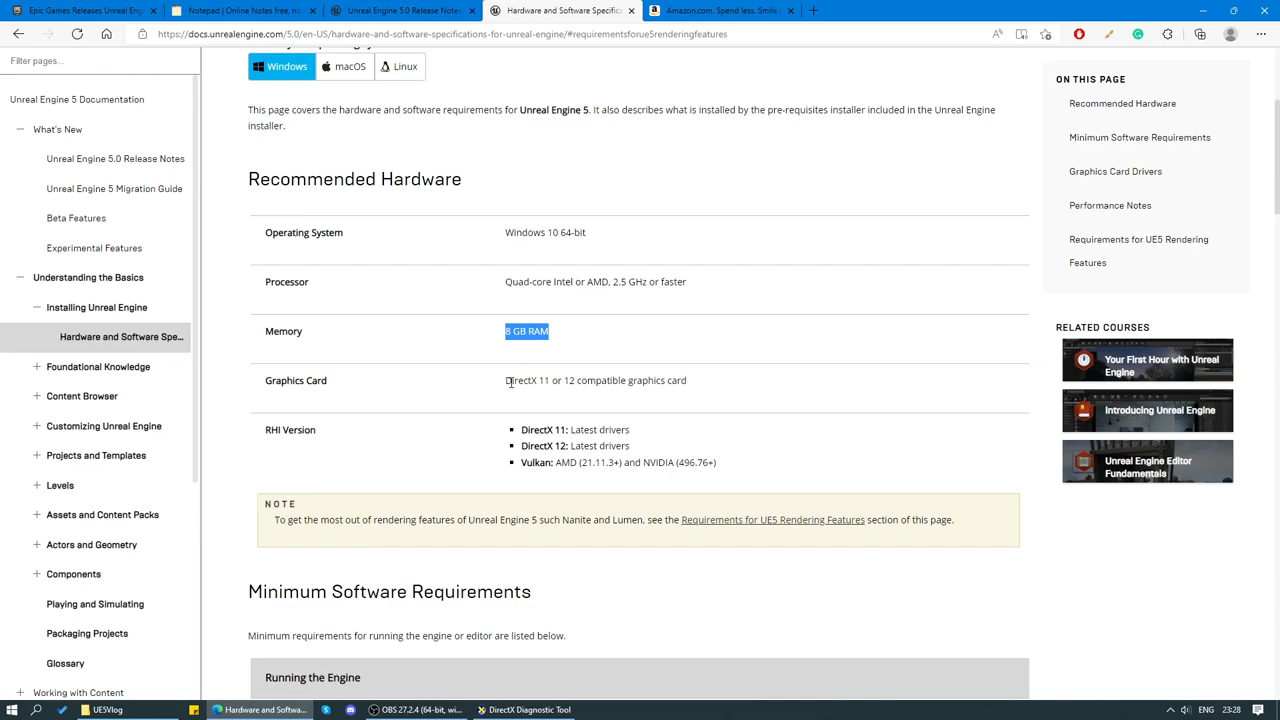 Epic Games Releases Unreal Eng
Notepad | Online Notes free, no
Unreal Engine 5.0 Release Notes
Hardware and Software Specific
Amazon.com. Spend less. Smile
https://docs.unrealengine.com/5.0/en-US/hardware-and-software-specifications-for-unreal-engine/#requirementsforue5renderingfeatures
Filter pages...
Unreal Engine 5 Documentation
What's New
Unreal Engine 5.0 Release Notes
Unreal Engine 5 Migration Guide
Beta Features
Experimental Features
Understanding the Basics
Installing Unreal Engine
Hardware and Software Spe...
Foundational Knowledge
Content Browser
Customizing Unreal Engine
Projects and Templates
Levels
Assets and Content Packs
Actors and Geometry
Components
Playing and Simulating
Packaging Projects
Glossary
Working with Content
Windows
macOS
Linux
This page covers the hardware and software requirements for Unreal Engine 5. It also describes what is installed by the pre-requisites installer included in the Unreal Engine
installer.
Recommended Hardware
Operating System Windows 10 64-bit
Processor Quad-core Intel or AMD, 2.5 GHz or faster
Memory 8 GB RAM
Graphics Card DirectX 11 or 12 compatible graphics card
RHI Version DirectX 11: Latest drivers
DirectX 12: Latest drivers
Vulkan: AMD (21.11.3+) and NVIDIA (496.76+)
NOTE
To get the most out of rendering features of Unreal Engine 5 such Nanite and Lumen, see the Requirements for UE5 Rendering Features section of this page.
Minimum Software Requirements
Minimum requirements for running the engine or editor are listed below.
Running the Engine
ON THIS PAGE
Recommended Hardware
Minimum Software Requirements
Graphics Card Drivers
Performance Notes
Requirements for UE5 Rendering
Features
RELATED COURSES
Your First Hour with Unreal
Engine
Introducing Unreal Engine
Unreal Engine Editor
Fundamentals
UE5Vlog
Hardware and Softwa...
OBS 27.2.4 (64-bit, wi...
DirectX Diagnostic Tool
ENG
23:28